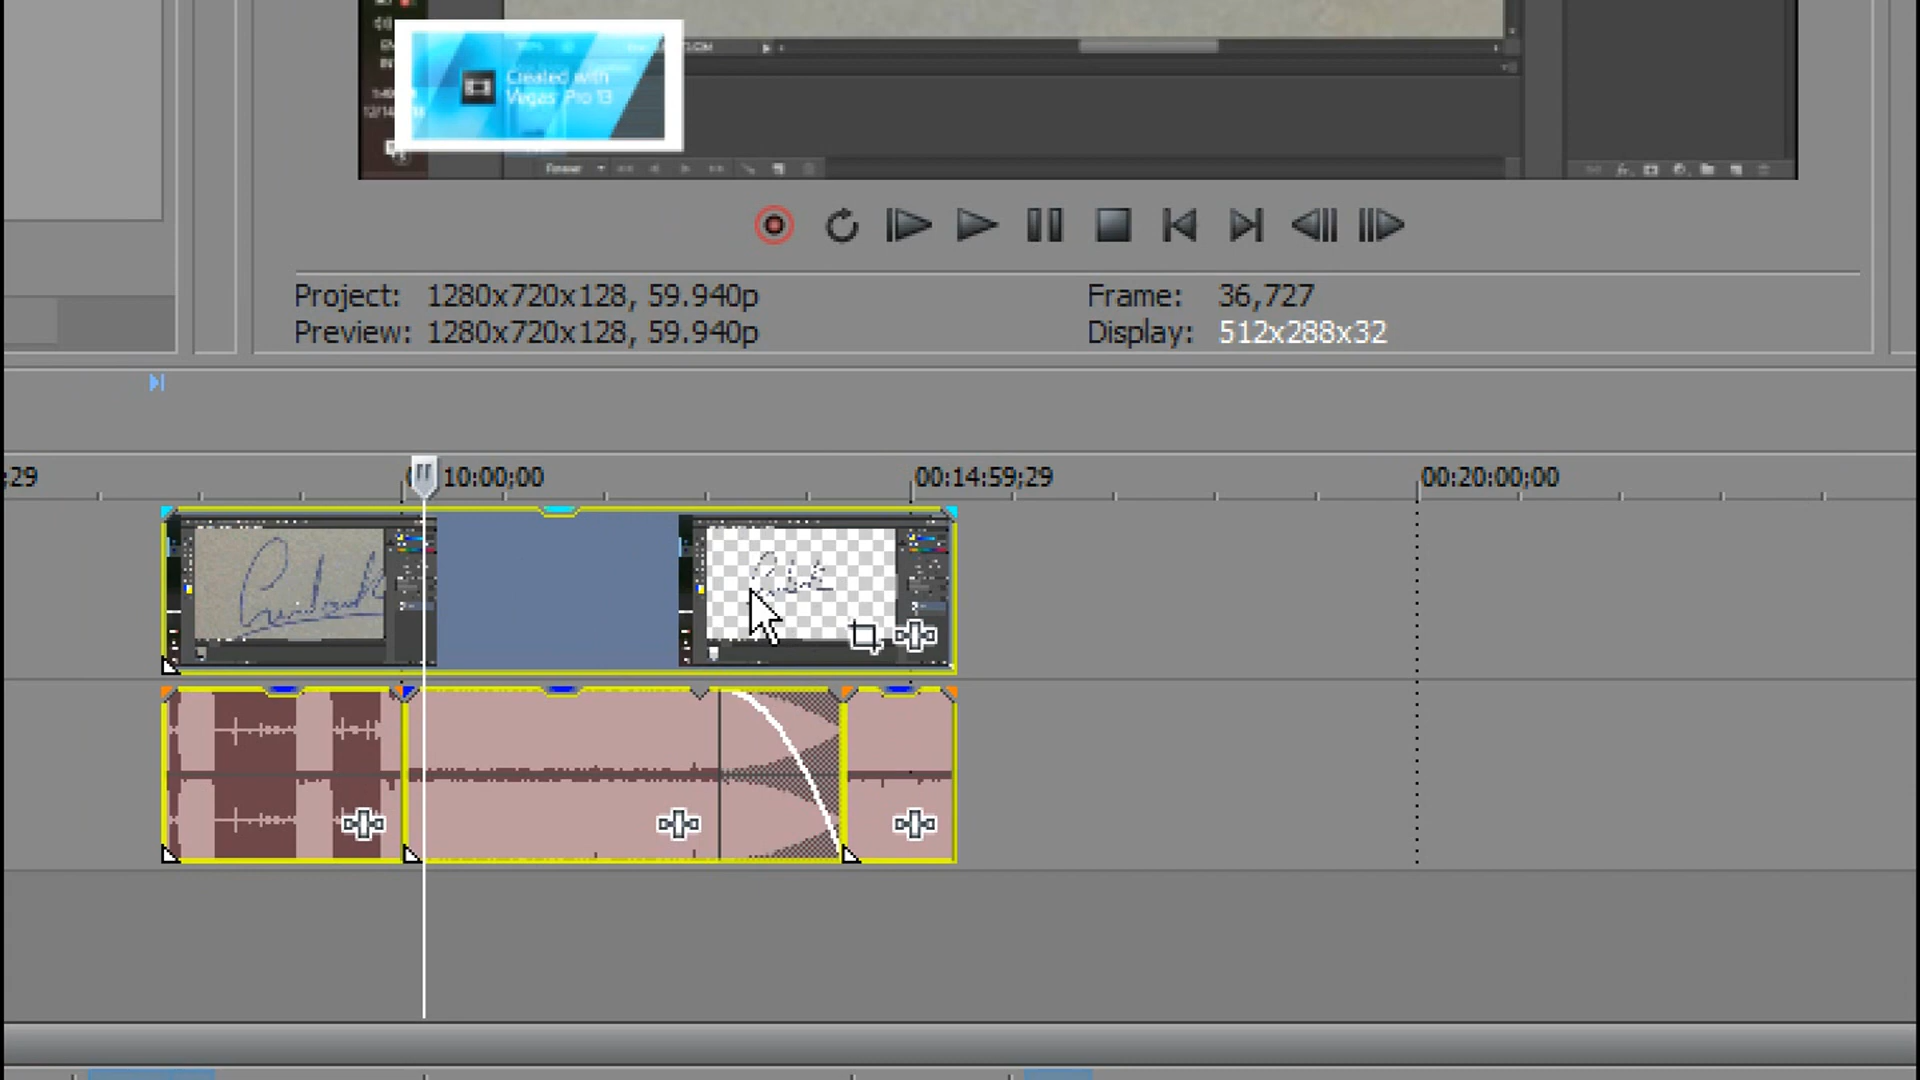 Created with
Vegas Pro 13
Project: 1280x720x128, 59.940p
Frame: 36,727
Preview: 1280x720x128, 59.940p
Display: 512x288x32
;29
10:00;00
00:14:59;29
00:20:00;00